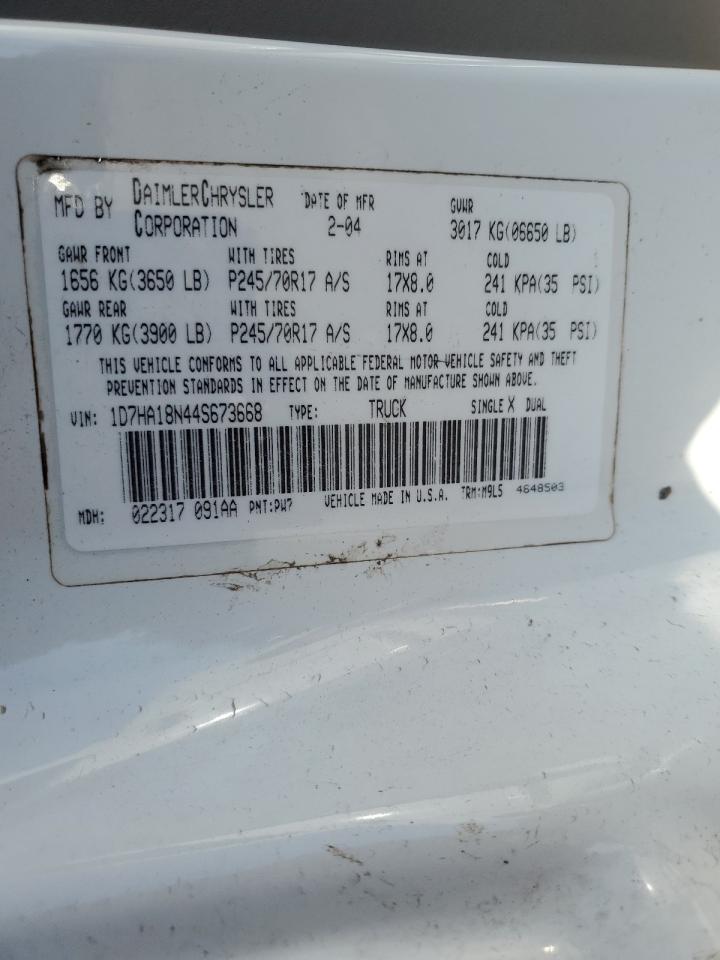 MFD BY DAIMLERCHRYSLER CORPORATION DATE OF MFR 2-04 GVWR 3017 KG(06650 LB)
GAWR FRONT WITH TIRES RIMS AT COLD
1656 KG(3650 LB) P245/70R17 A/S 17X8.0 241 KPA(35 PSI)
GAWR REAR WITH TIRES RIMS AT COLD
1770 KG(3900 LB) P245/70R17 A/S 17X8.0 241 KPA(35 PSI)
THIS VEHICLE CONFORMS TO ALL APPLICABLE FEDERAL MOTOR VEHICLE SAFETY AND THEFT
PREVENTION STANDARDS IN EFFECT ON THE DATE OF MANUFACTURE SHOWN ABOVE.
VIN: 1D7HA18N44S673668 TYPE: TRUCK SINGLE X DUAL
MDH: 022317 091AA PNT:PW7 VEHICLE MADE IN U.S.A. TRM:M9L5 4648503